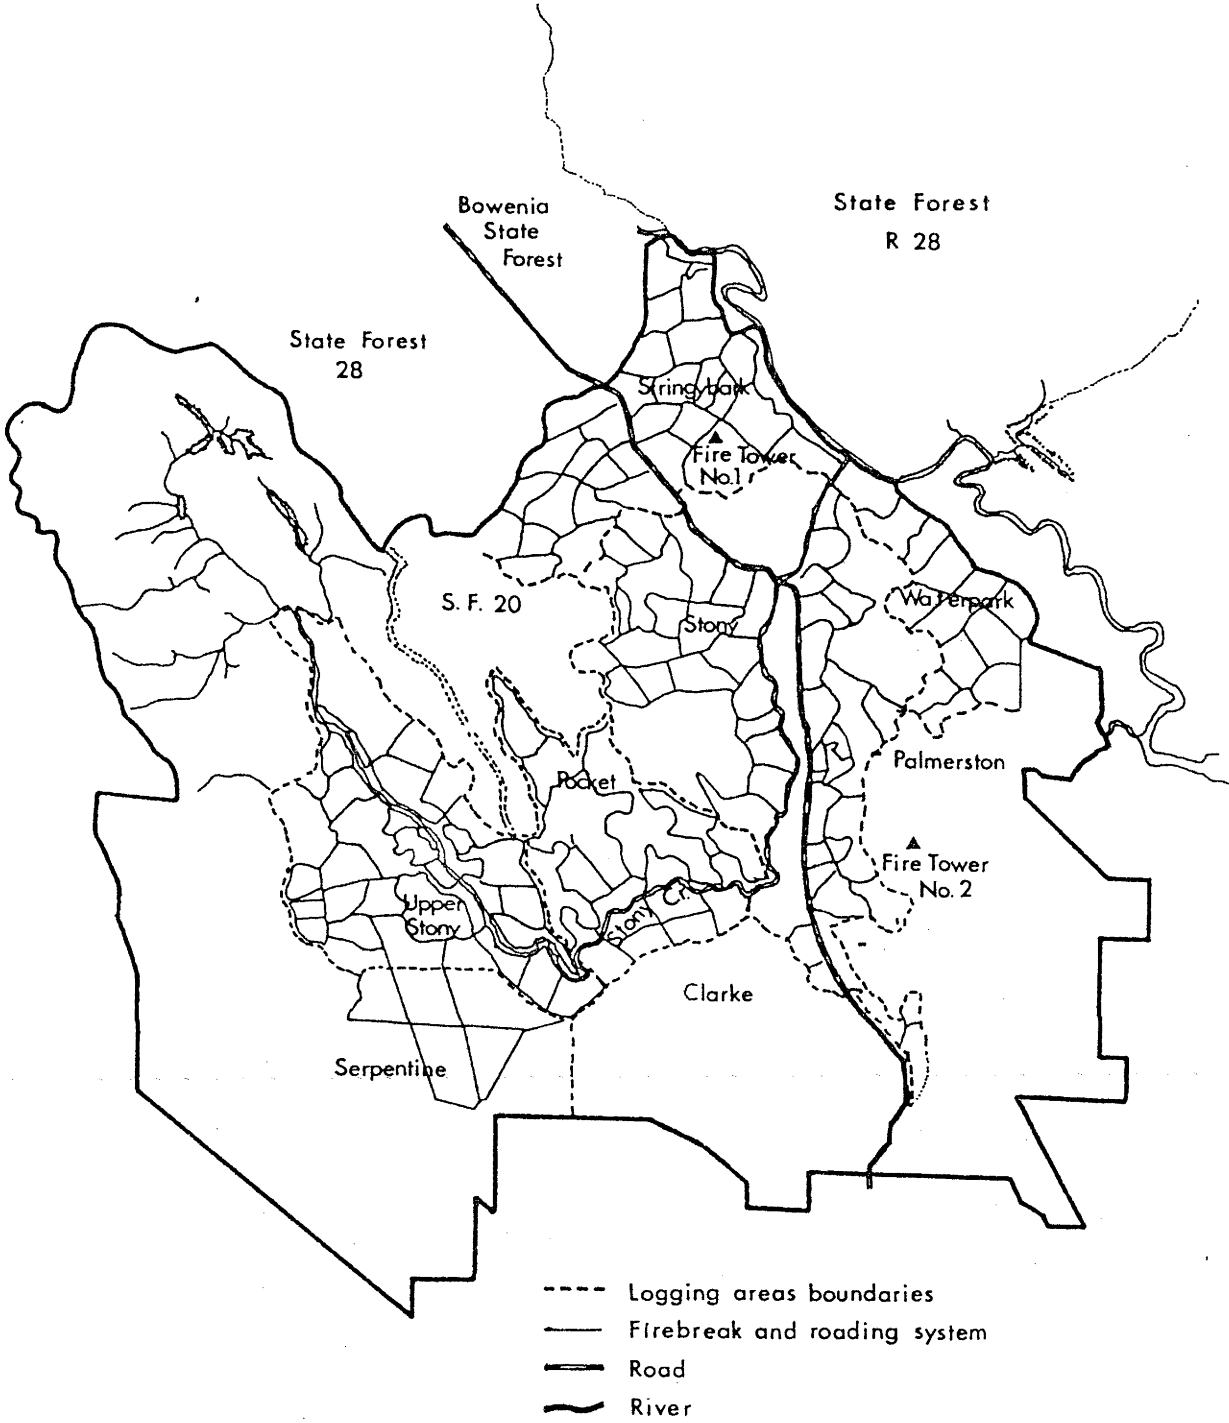 Bowenia
State
Forest
State Forest
R 28
State Forest
28
Stringybark
Fire Tower
No.1
S. F. 20
Stony
Waterpark
Palmerston
Pocket
Fire Tower
No. 2
Upper
Stony
Stony Cr.
Clarke
Serpentine
Logging areas boundaries
Firebreak and roading system
Road
River